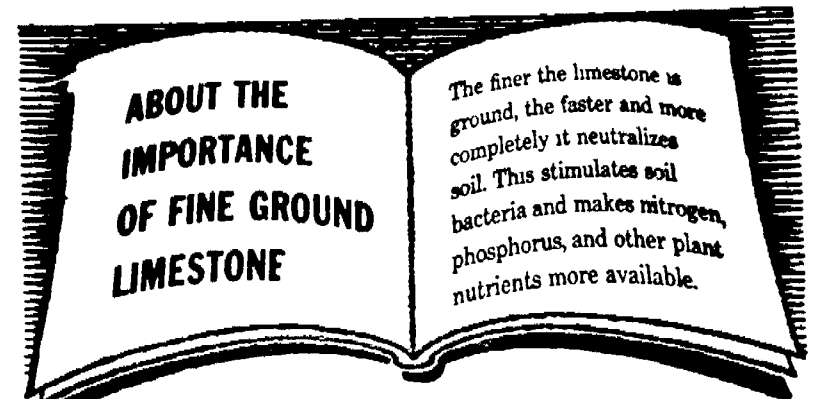 ABOUT THE
IMPORTANCE
OF FINE GROUND
LIMESTONE
The finer the limestone is
ground, the faster and more
completely it neutralizes
soil. This stimulates soil
bacteria and makes nitrogen,
phosphorus, and other plant
nutrients more available.